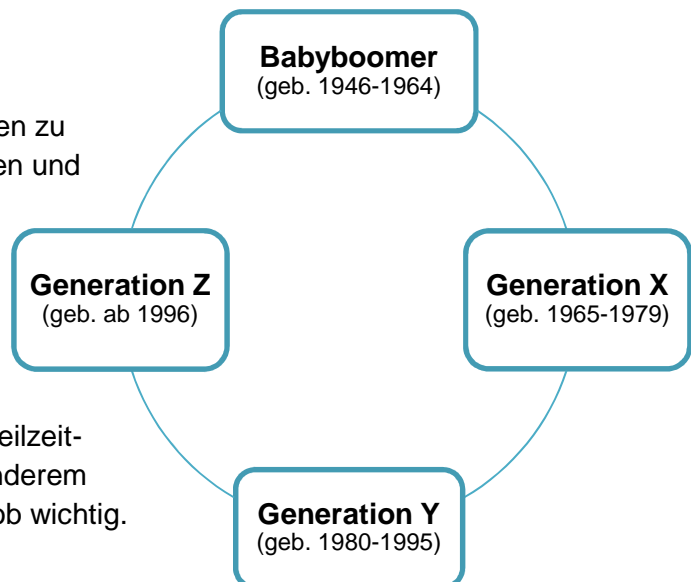 Babyboomer
(geb. 1946-1964)
en zu
en und
Generation Z
(geb. ab 1996)
Generation X
(geb. 1965-1979)
eilzeit-
nderem
ob wichtig.
Generation Y
(geb. 1980-1995)